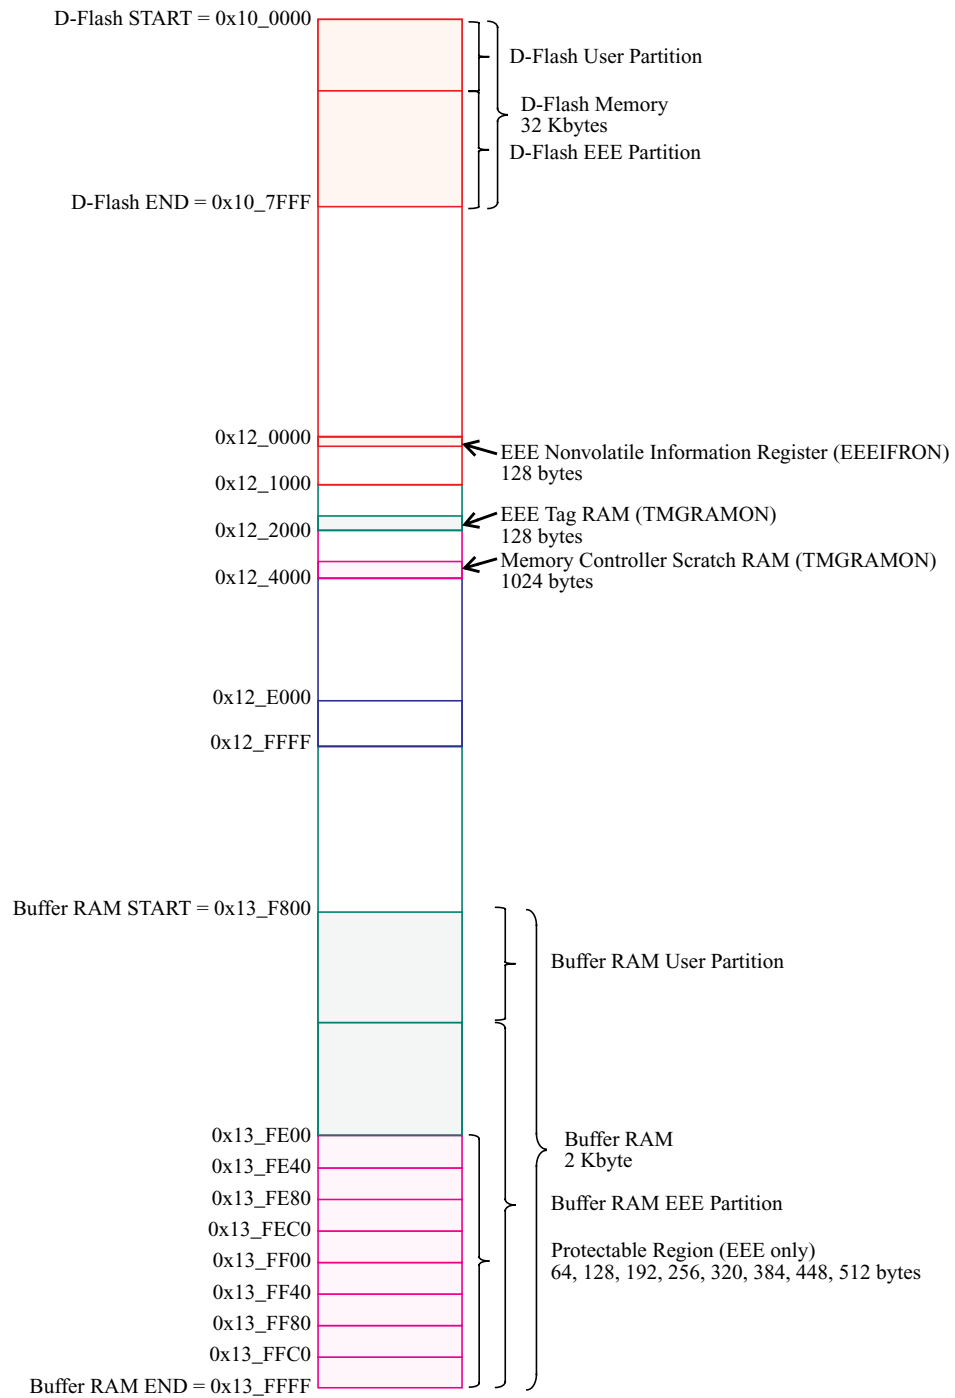 D-Flash START = 0x10_0000
D-Flash User Partition
D-Flash Memory
32 Kbytes
D-Flash EEE Partition
D-Flash END = 0x10_7FFF
0x12_0000
EEE Nonvolatile Information Register (EEEIFRON)
128 bytes
0x12_1000
EEE Tag RAM (TMGRAMON)
128 bytes
0x12_2000
Memory Controller Scratch RAM (TMGRAMON)
1024 bytes
0x12_4000
0x12_E000
0x12_FFFF
Buffer RAM START = 0x13_F800
Buffer RAM User Partition
0x13_FE00
Buffer RAM
2 Kbyte
0x13_FE40
0x13_FE80
Buffer RAM EEE Partition
0x13_FEC0
Protectable Region (EEE only)
64, 128, 192, 256, 320, 384, 448, 512 bytes
0x13_FF00
0x13_FF40
0x13_FF80
0x13_FFC0
Buffer RAM END = 0x13_FFFF